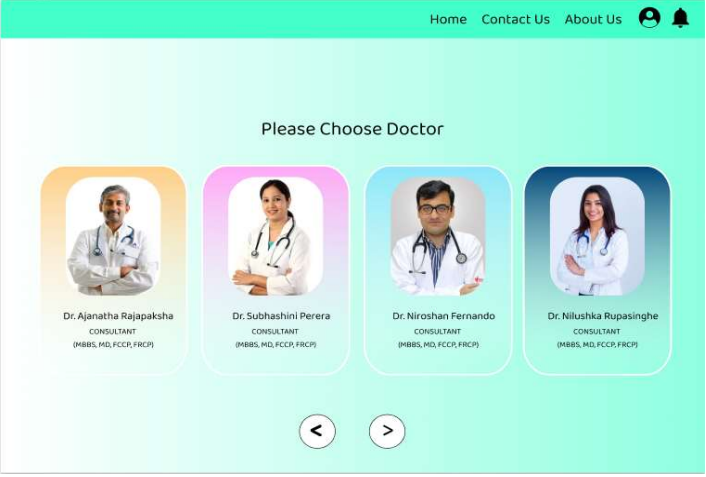 Home Contact Us About Us
Please Choose Doctor
Dr. Ajanatha Rajapaksha
CONSULTANT
(MBBS, MD, FCCP, FRCP)
Dr. Subhashini Perera
CONSULTANT
(MBBS, MD, FCCP, FRCP)
Dr. Niroshan Fernando
CONSULTANT
(MBBS, MD, FCCP, FRCP)
Dr. Nilushka Rupasinghe
CONSULTANT
(MBBS, MD, FCCP, FRCP)
< >